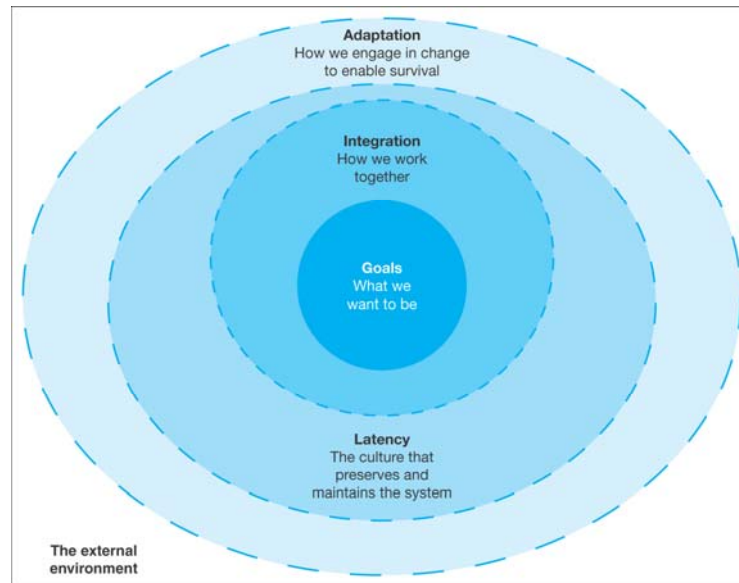 Adaptation
How we engage in change
to enable survival
Integration
How we work
together
Goals
What we
want to be
Latency
The culture that
preserves and
maintains the system
The external
environment